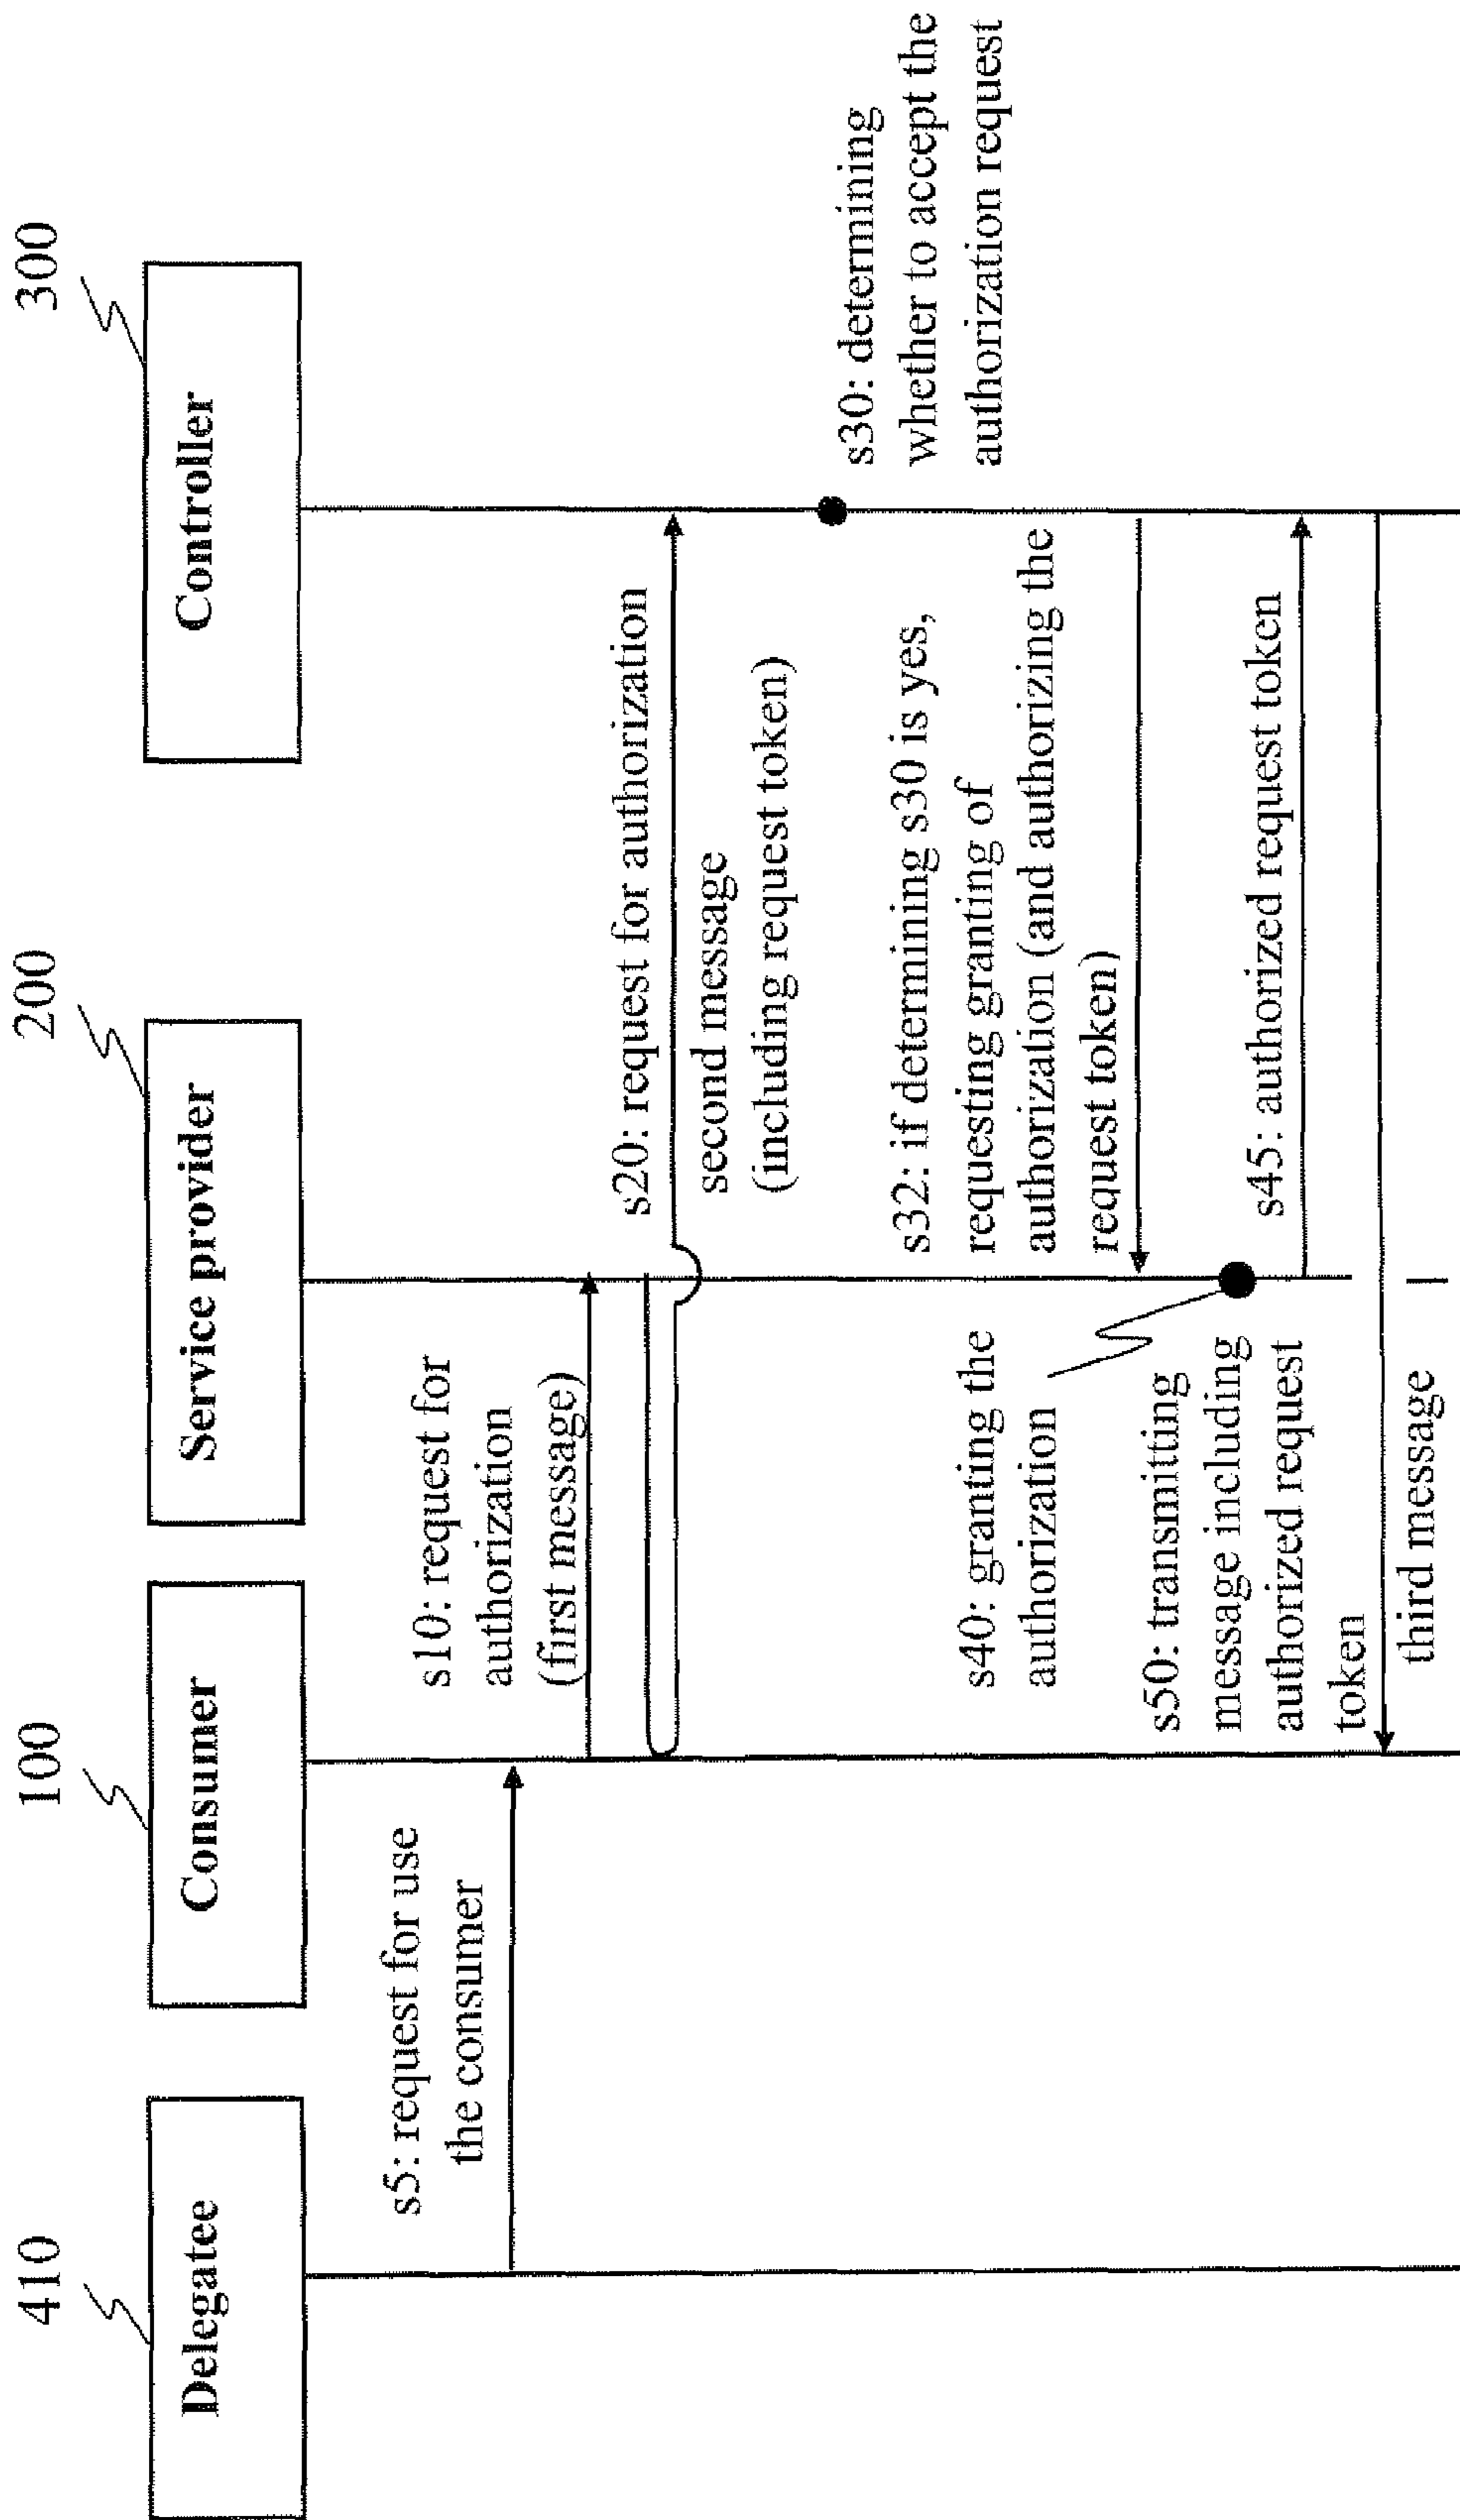 410
100
200
300
Delegatee
Consumer
Service provider
Controller
s5: request for use
the consumer
s10: request for
authorization
(first message)
s20: request for authorization
second message
(including request token)
s30: determining
whether to accept the
authorization request
s32: if determining s30 is yes,
requesting granting of
authorization (and authorizing the
request token)
s40: granting the
authorization
s45: authorized request token
s50: transmitting
message including
authorized request
token
third message